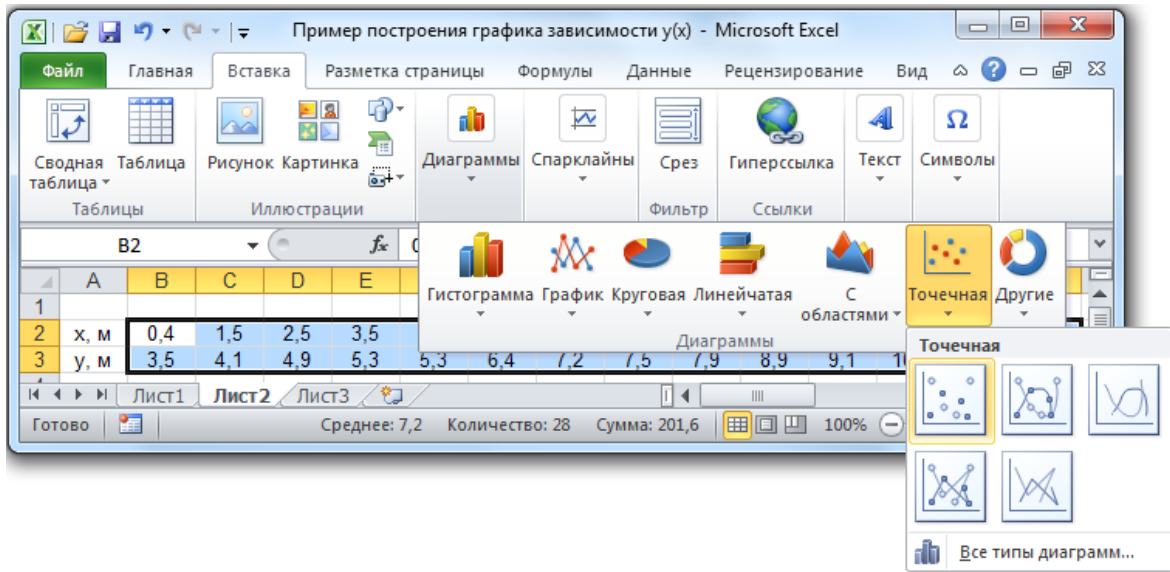 Пример построения графика зависимости y(x) - Microsoft Excel
Файл Главная Вставка Разметка страницы Формулы Данные Рецензирование Вид
Сводная таблица Таблица Рисунок Картинка Диаграммы Спарклайны Срез Гиперссылка Текст Символы
Таблицы Иллюстрации Фильтр Ссылки
B2 fx 0
Гистограмма График Круговая Линейчатая С областями Точечная Другие
Диаграммы
A B C D E
1
2 х, м 0,4 1,5 2,5 3,5
3 у, м 3,5 4,1 4,9 5,3 5,3 6,4 7,2 7,5 7,9 8,9 9,1
Точечная
Лист1 Лист2 Лист3
Готово Среднее: 7,2 Количество: 28 Сумма: 201,6 100%
Все типы диаграмм...